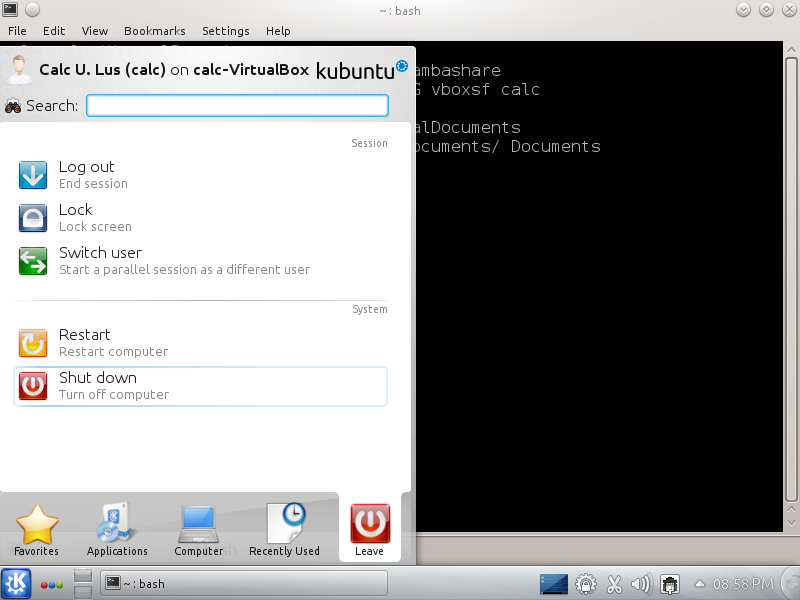 ~ : bash
File Edit View Bookmarks Settings Help
Calc U. Lus (calc) on calc-VirtualBox kubuntu
ambashare
Search:
G vboxsf calc
alDocuments
ocuments/ Documents
Session
Log out
End session
Lock
Lock screen
Switch user
Start a parallel session as a different user
System
Restart
Restart computer
Shut down
Turn off computer
Favorites Applications Computer Recently Used Leave
~ : bash
08:58 PM